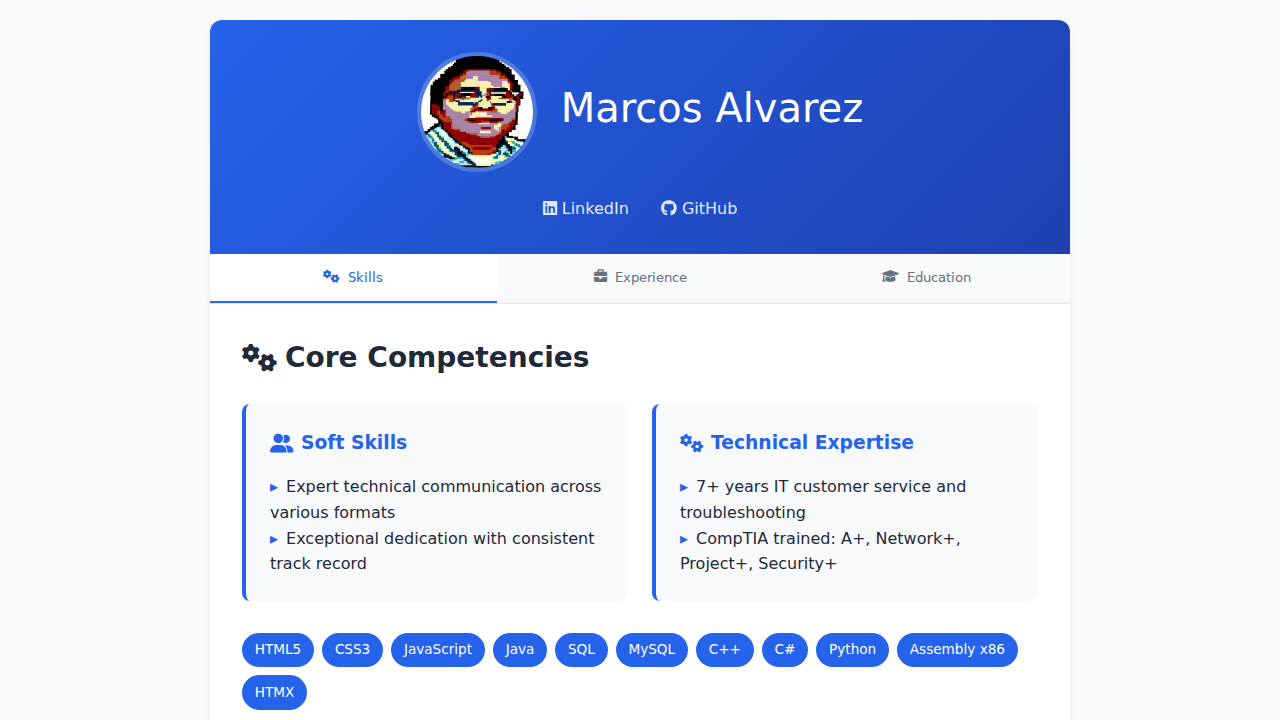 Marcos Alvarez
LinkedIn GitHub
Skills Experience Education
Core Competencies
Soft Skills
▸ Expert technical communication across
various formats
▸ Exceptional dedication with consistent
track record
Technical Expertise
▸ 7+ years IT customer service and
troubleshooting
▸ CompTIA trained: A+, Network+,
Project+, Security+
HTML5 CSS3 JavaScript Java SQL MySQL C++ C# Python Assembly x86
HTMX